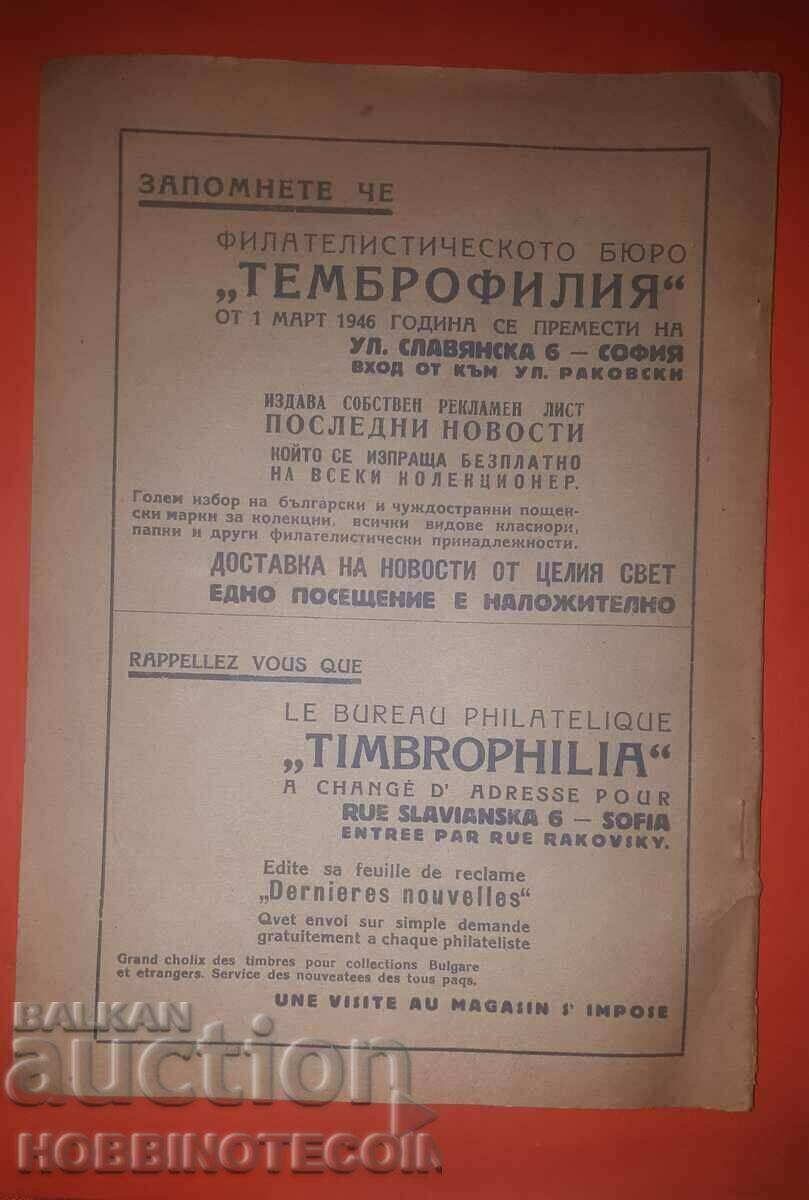 ЗАПОМНЕТЕ ЧЕ
ФИЛАТЕЛИСТИЧЕСКОТО БЮРО
„ТЕМБРОФИЛИЯ“
ОТ 1 МАРТ 1946 ГОДИНА СЕ ПРЕМЕСТИ НА
УЛ. СЛАВЯНСКА 6 — СОФИЯ
ВХОД ОТ КЪМ УЛ. РАКОВСКИ
ИЗДАВА СОБСТВЕН РЕКЛАМЕН ЛИСТ
ПОСЛЕДНИ НОВОСТИ
КОЙТО СЕ ИЗПРАЩА БЕЗПЛАТНО
НА ВСЕКИ КОЛЕКЦИОНЕР.
Голем избор на български и чуждостранни пощен-
ски марки за колекции, всички видове класиори,
папки и други филателистически принадлежности.
ДОСТАВКА НА НОВОСТИ ОТ ЦЕЛИЯ СВЕТ
ЕДНО ПОСЕЩЕНИЕ Е НАЛОЖИТЕЛНО
RAPPELLEZ VOUS QUE
LE BUREAU PHILATELIQUE
„TIMBROPHILIA“
A CHANGÉ D' ADRESSE POUR
RUE SLAVIANSKA 6 — SOFIA
ENTREE PAR RUE RAKOVSKY.
Edite sa feuille de reclame
„Dernieres nouvelles“
Qvet envoi sur simple demande
gratuitement a chaque philateliste
Grand cholix des timbres pour collections Bulgare
et etrangers. Service des nouveatees des tous paqs.
UNE VISITE AU MAGASIN S' IMPOSE
BALKAN
auction
HOBBINOTECOIN